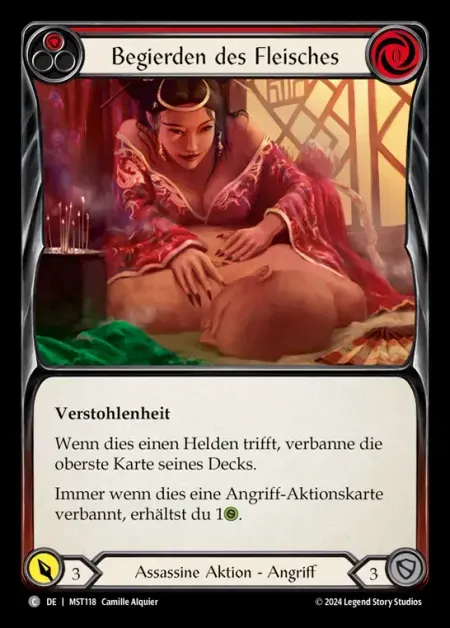 Begierden des Fleisches
0
Verstohlenheit
Wenn dies einen Helden trifft, verbanne die
oberste Karte seines Decks.
Immer wenn dies eine Angriff-Aktionskarte
verbannt, erhältst du 1
3
Assassine Aktion - Angriff
3
C DE | MST118 Camille Alquier
© 2024 Legend Story Studios